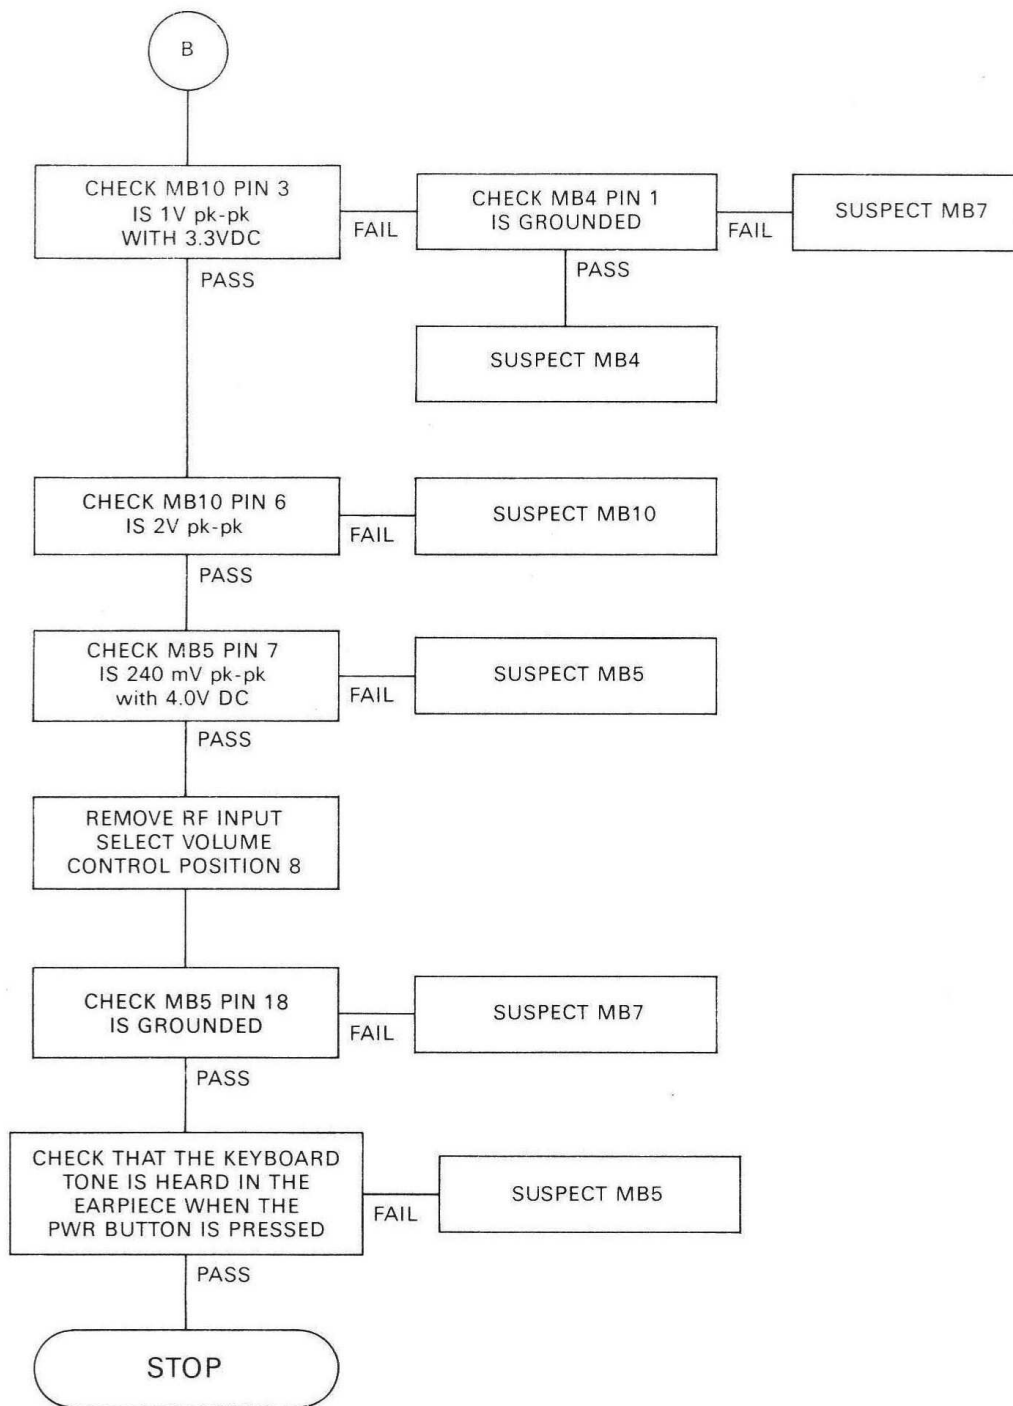 B
CHECK MB10 PIN 3
IS 1V pk-pk
WITH 3.3VDC
FAIL
CHECK MB4 PIN 1
IS GROUNDED
FAIL
SUSPECT MB7
PASS
PASS
SUSPECT MB4
CHECK MB10 PIN 6
IS 2V pk-pk
FAIL
SUSPECT MB10
PASS
CHECK MB5 PIN 7
IS 240 mV pk-pk
with 4.0V DC
FAIL
SUSPECT MB5
PASS
REMOVE RF INPUT
SELECT VOLUME
CONTROL POSITION 8
CHECK MB5 PIN 18
IS GROUNDED
FAIL
SUSPECT MB7
PASS
CHECK THAT THE KEYBOARD
TONE IS HEARD IN THE
EARPIECE WHEN THE
PWR BUTTON IS PRESSED
FAIL
SUSPECT MB5
PASS
STOP